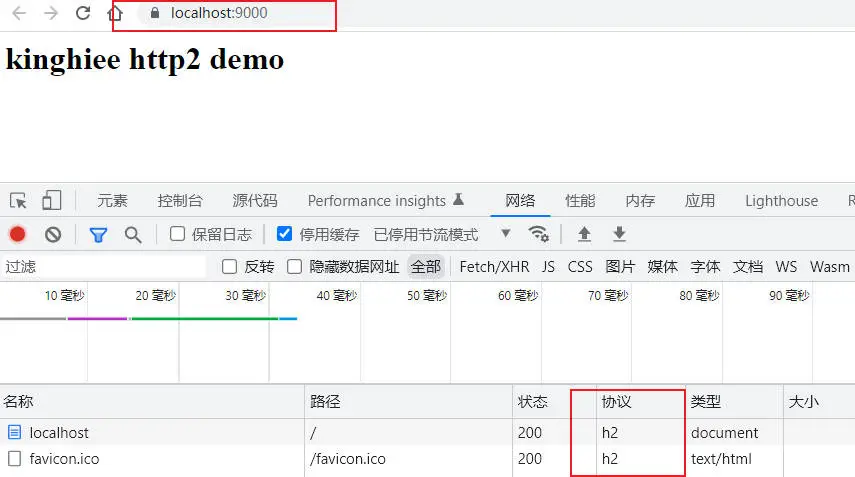 localhost:9000
kinghiee http2 demo
元素 控制台 源代码 Performance insights 网络 性能 内存 应用 Lighthouse
保留日志 停用缓存 已停用节流模式
过滤 反转 隐藏数据网址 全部 Fetch/XHR JS CSS 图片 媒体 字体 文档 WS Wasm
10 毫秒 20 毫秒 30 毫秒 40 毫秒 50 毫秒 60 毫秒 70 毫秒 80 毫秒 90 毫秒
名称 路径 状态 协议 类型 大小
localhost / 200 h2 document
favicon.ico /favicon.ico 200 h2 text/html